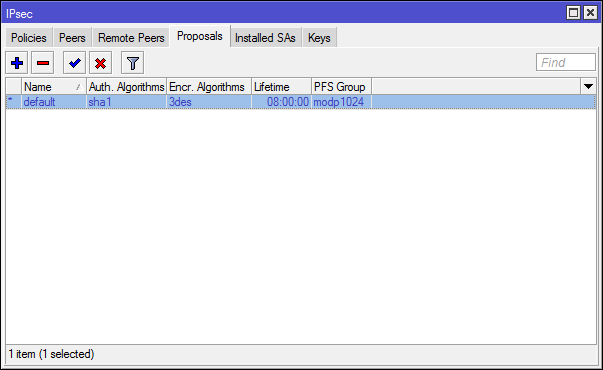 IPsec
Policies Peers Remote Peers Proposals Installed SAs Keys
Find
Name Auth. Algorithms Encr. Algorithms Lifetime PFS Group
* default sha1 3des 08:00:00 modp1024
1 item (1 selected)